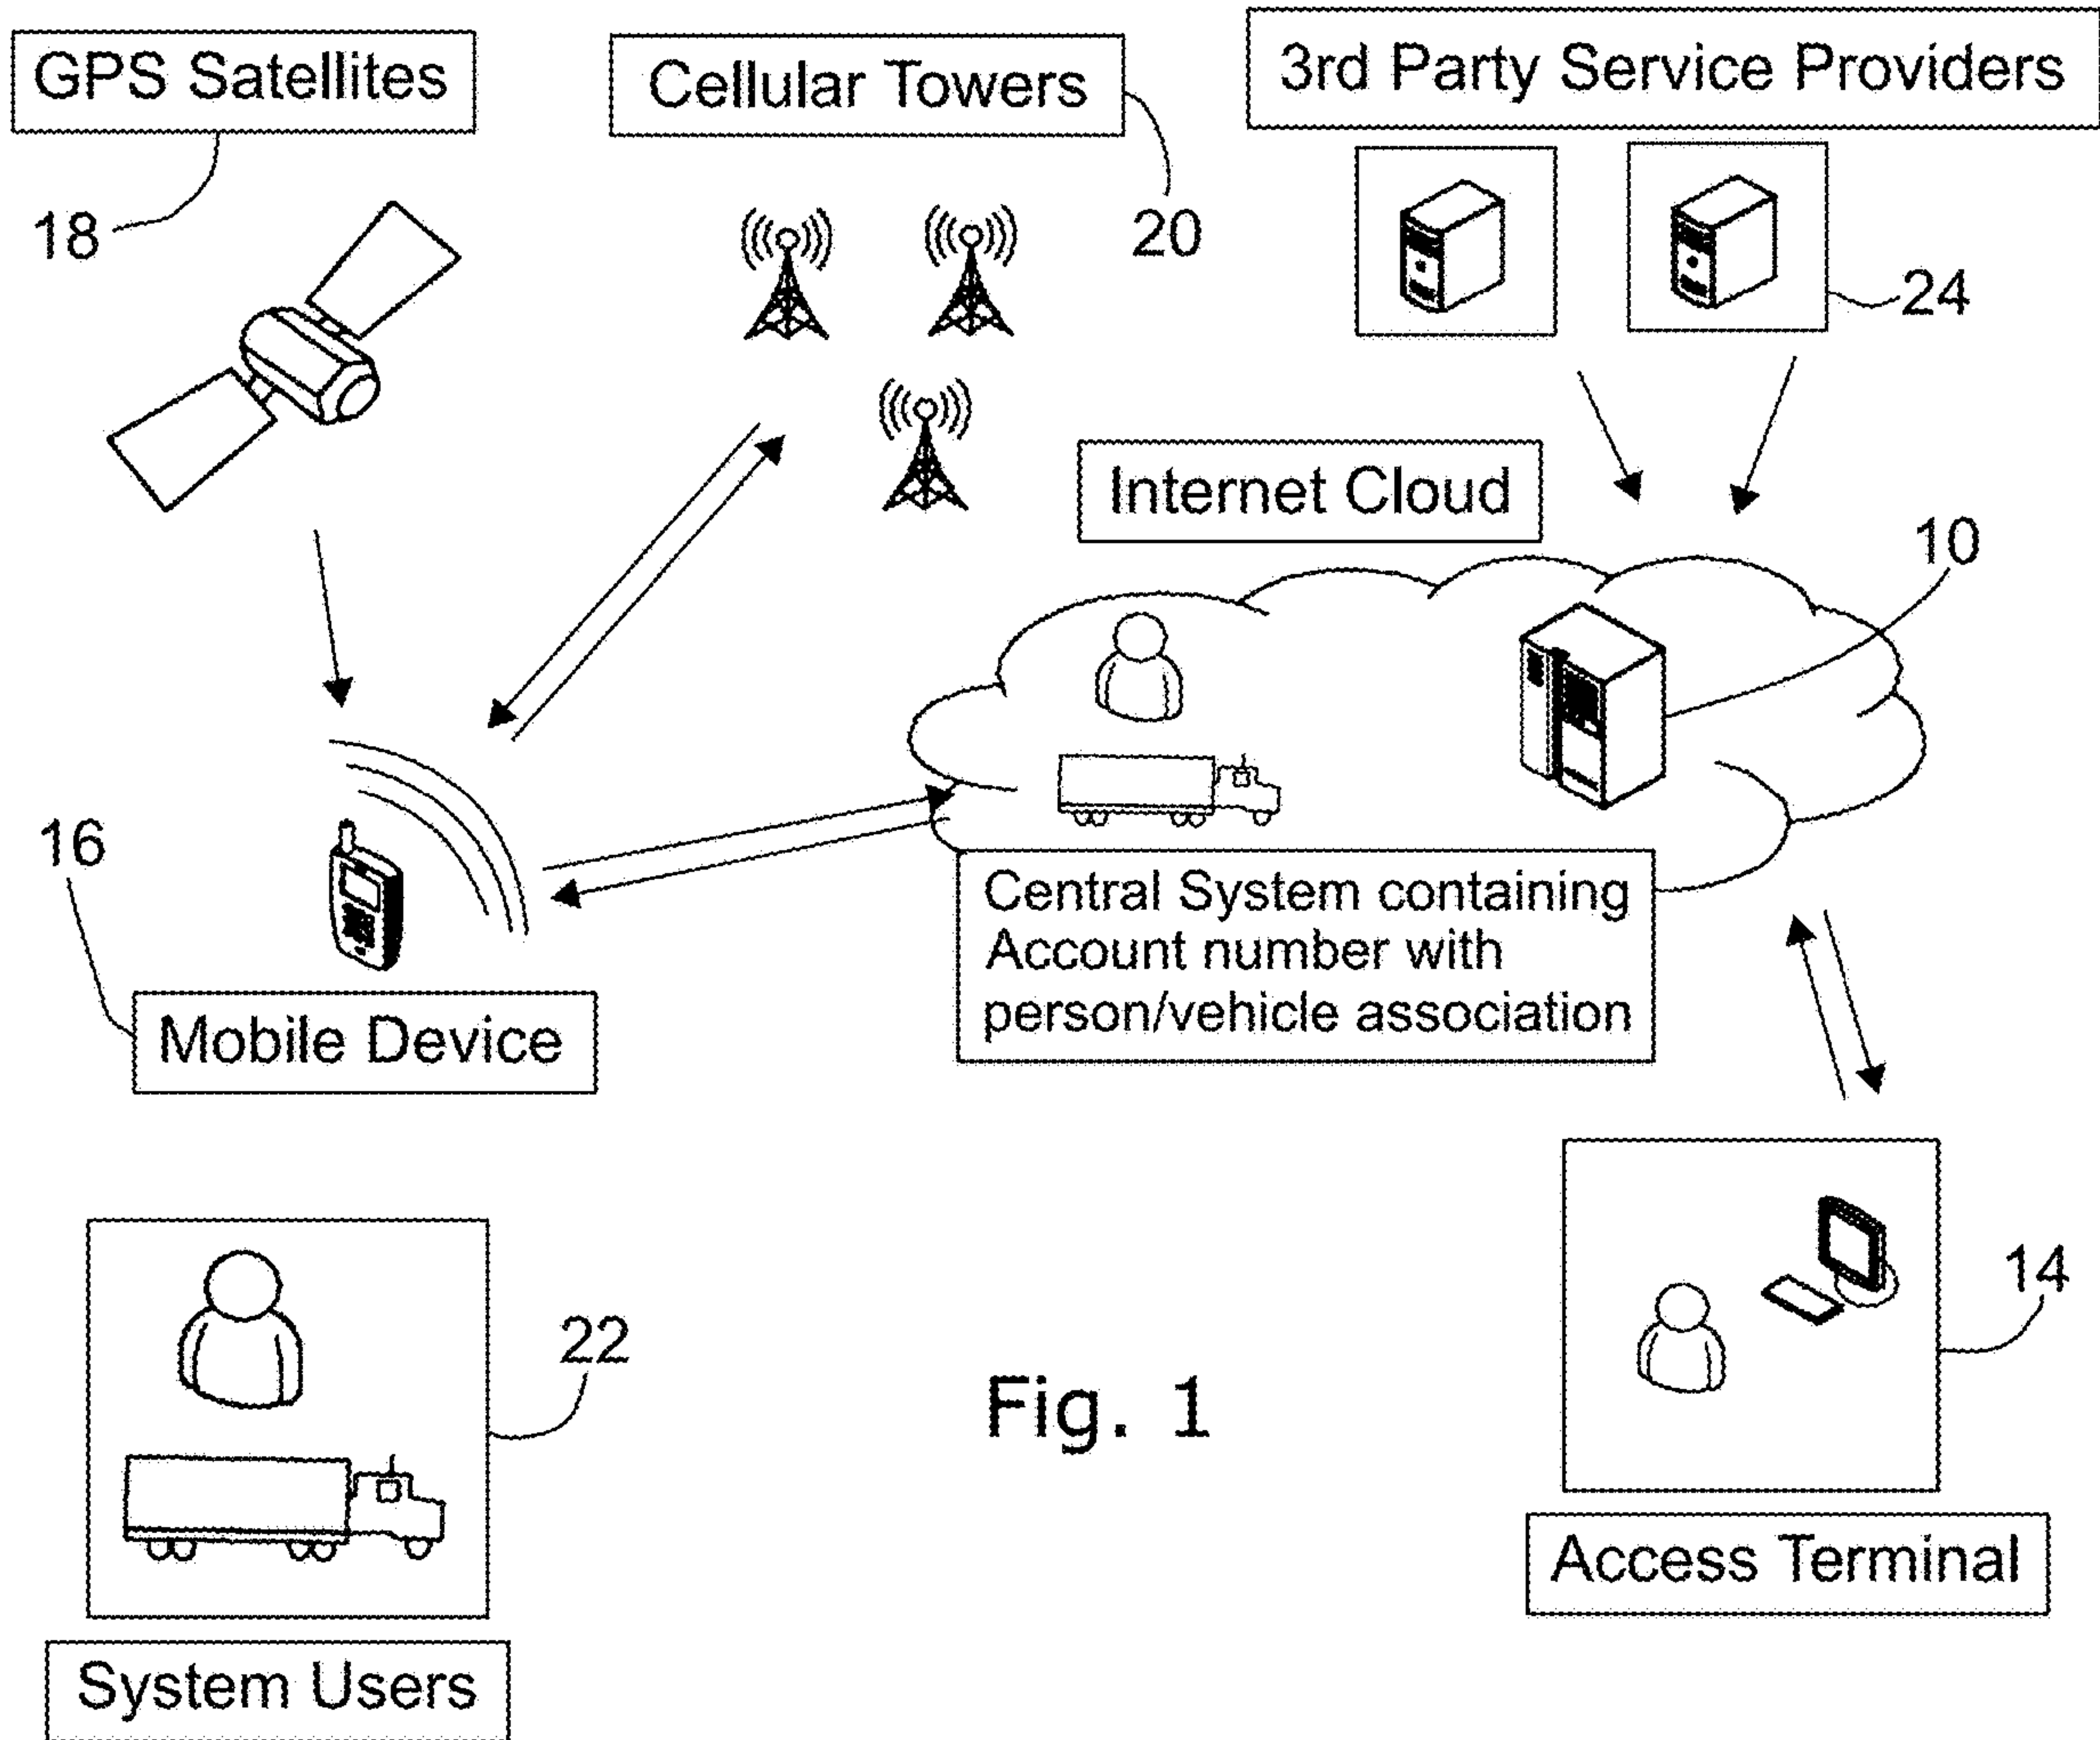 GPS Satellites
Cellular Towers
3rd Party Service Providers
18
20
24
Internet Cloud
10
16
Central System containing
Account number with
person/vehicle association
Mobile Device
22
14
Fig. 1
Access Terminal
System Users